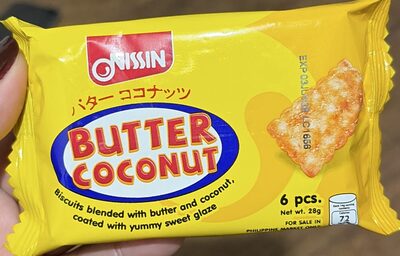 NISSIN
バター ココナッツ
BUTTER
COCONUT
Biscuits blended with butter and coconut,
coated with yummy sweet glaze
6 pcs.
Net wt. 28g
FOR SALE IN
PHILIPPINE MARKET ONLY
EXP